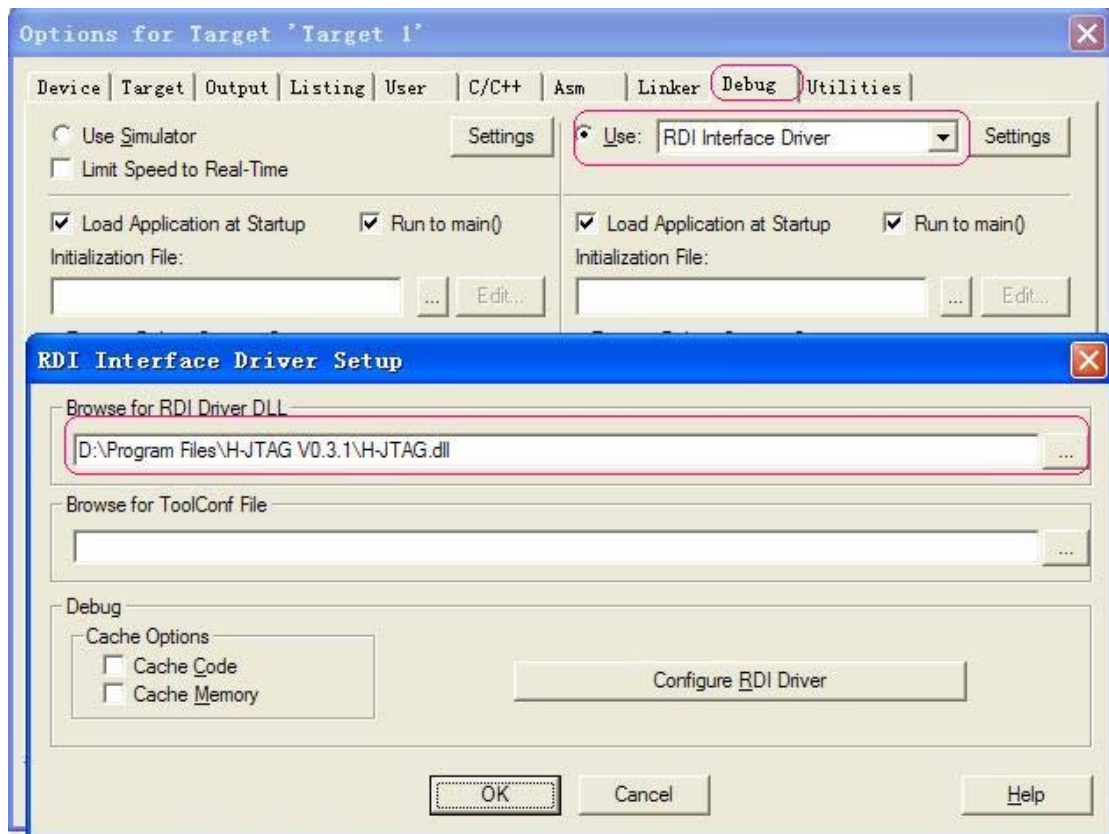 Options for Target 'Target 1'
Device Target Output Listing User C/C++ Asm Linker Debug Utilities
Use Simulator Settings Use: RDI Interface Driver Settings
Limit Speed to Real-Time
Load Application at Startup Run to main() Load Application at Startup Run to main()
Initialization File: Initialization File:
... Edit... ... Edit...
RDI Interface Driver Setup
Browse for RDI Driver DLL
D:\Program Files\H-JTAG V0.3.1\H-JTAG.dll ...
Browse for ToolConf File
...
Debug
Cache Options
Cache Code
Configure RDI Driver
Cache Memory
OK Cancel Help